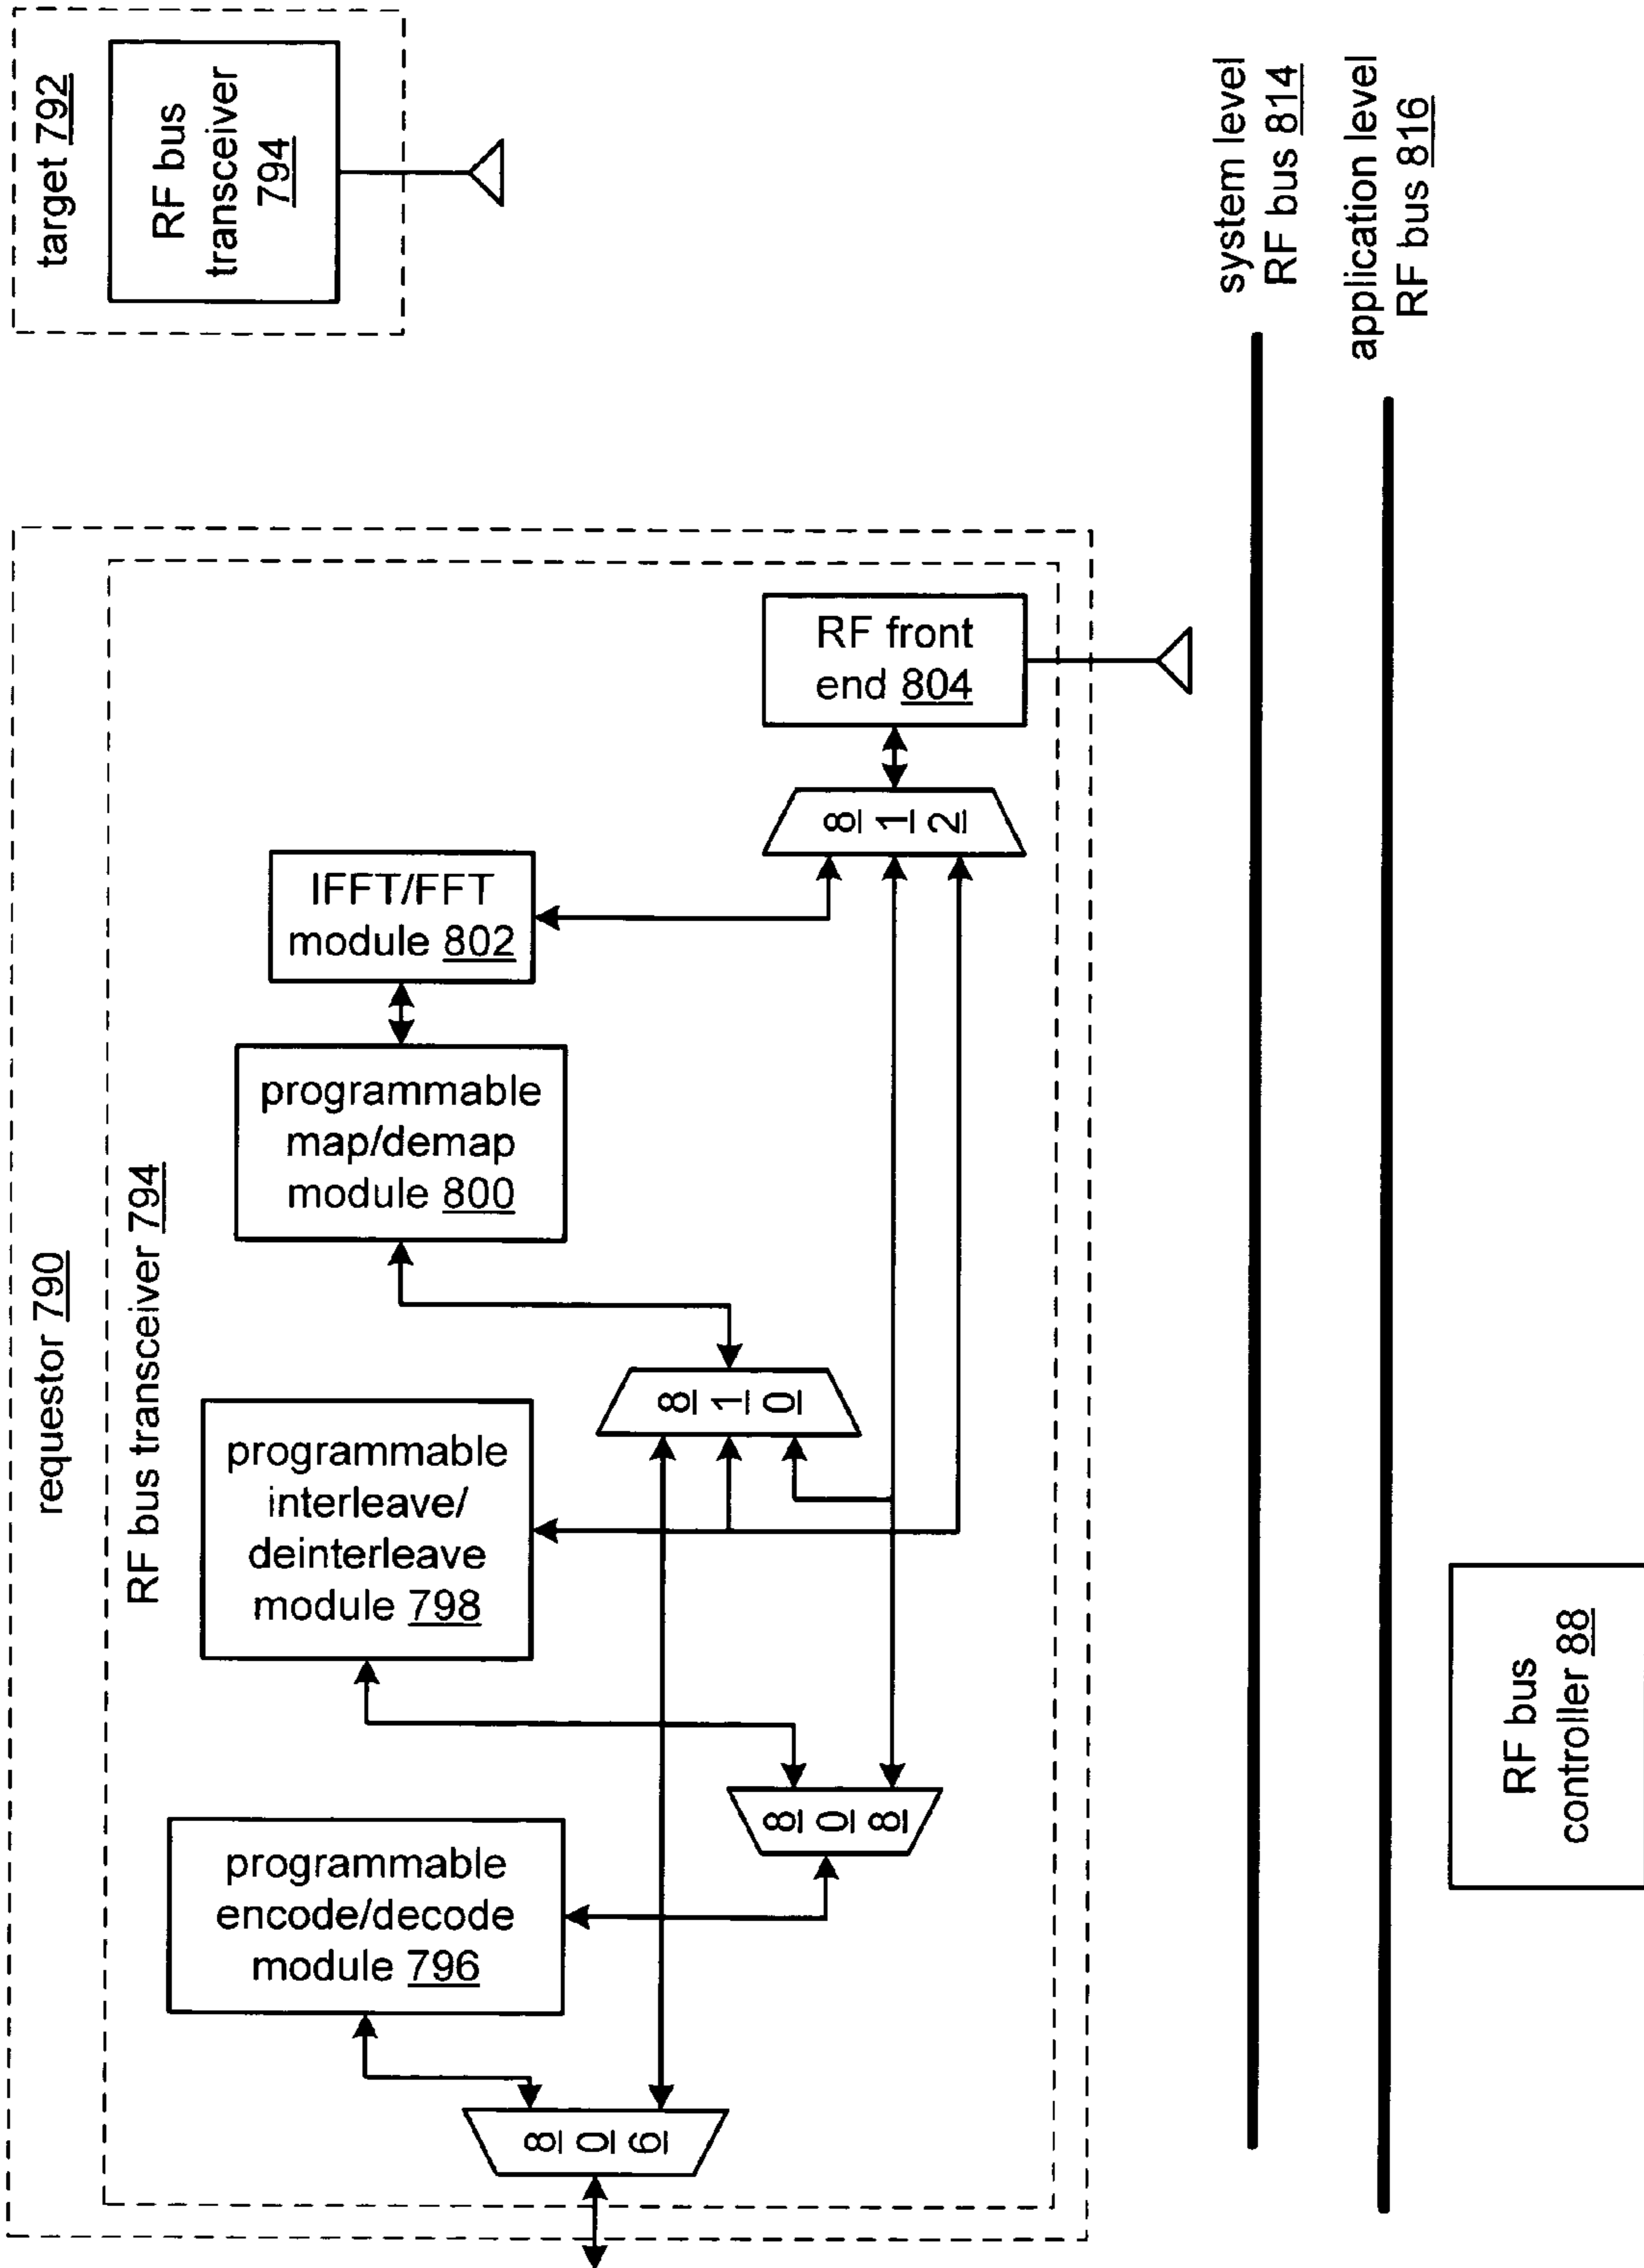 requestor 790
RF bus transceiver 794
programmable
encode/decode
module 796
programmable
interleave/
deinterleave
module 798
programmable
map/demap
module 800
IFFT/FFT
module 802
RF front
end 804
806
808
810
812
target 792
RF bus
transceiver
794
system level
RF bus 814
application level
RF bus 816
RF bus
controller 88